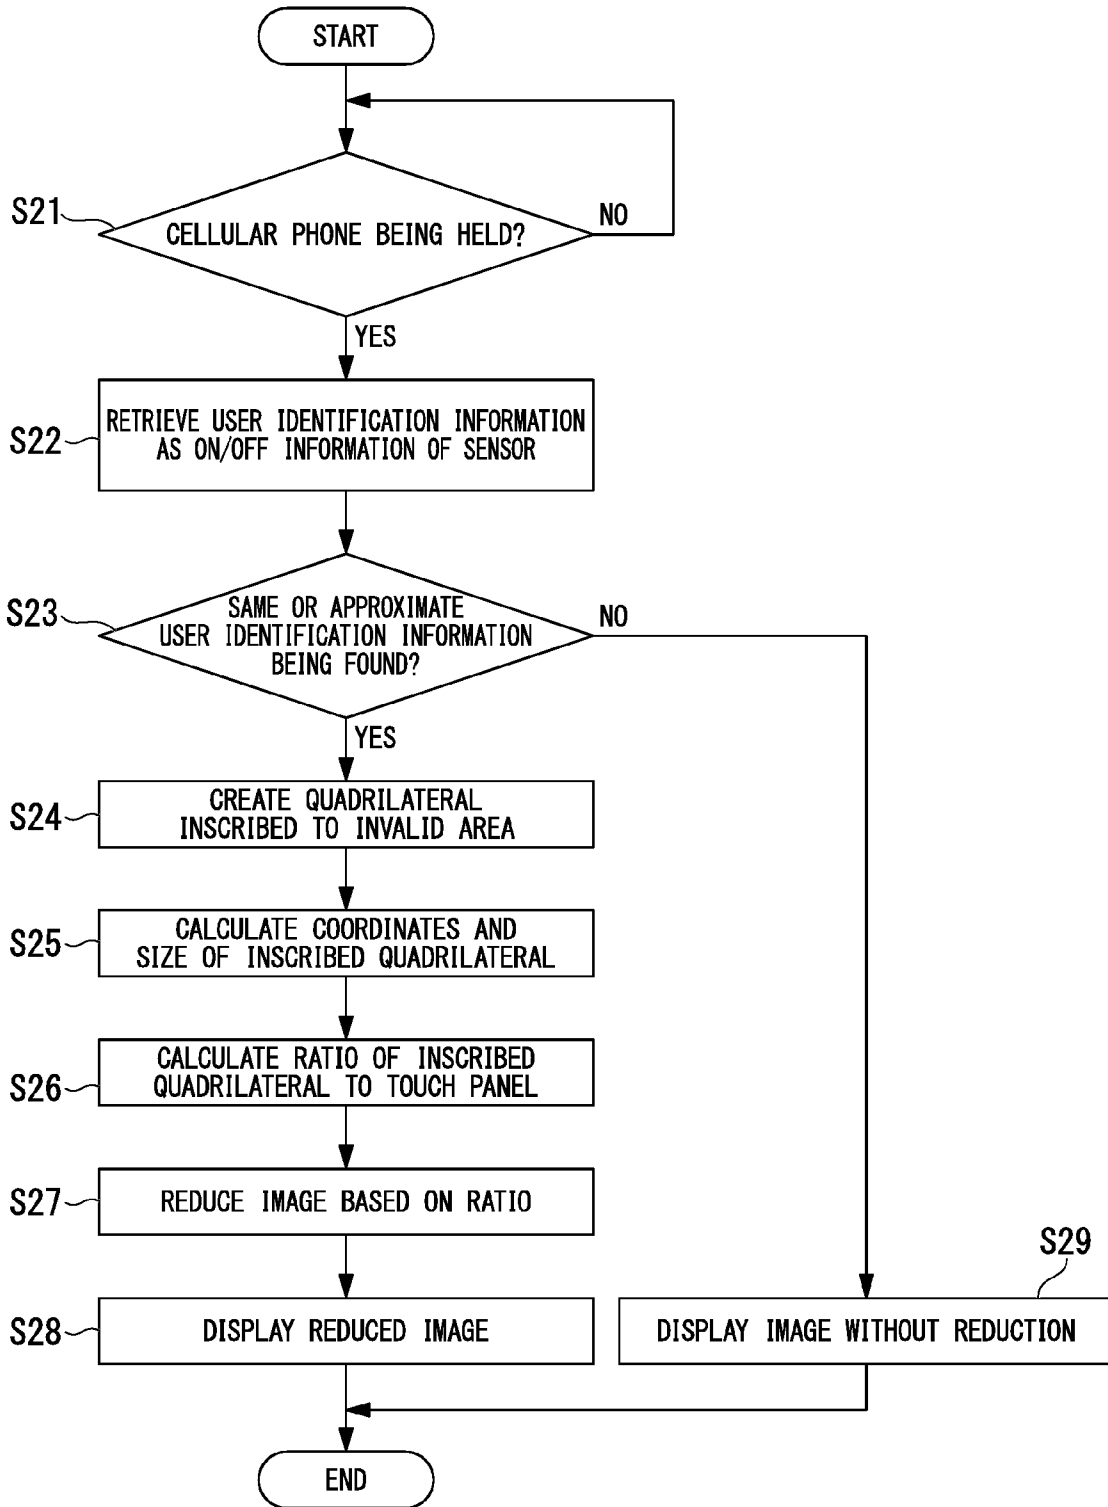 START
S21
CELLULAR PHONE BEING HELD?
NO
YES
S22
RETRIEVE USER IDENTIFICATION INFORMATION
AS ON/OFF INFORMATION OF SENSOR
S23
SAME OR APPROXIMATE
USER IDENTIFICATION INFORMATION
BEING FOUND?
NO
YES
S24
CREATE QUADRILATERAL
INSCRIBED TO INVALID AREA
S25
CALCULATE COORDINATES AND
SIZE OF INSCRIBED QUADRILATERAL
S26
CALCULATE RATIO OF INSCRIBED
QUADRILATERAL TO TOUCH PANEL
S27
REDUCE IMAGE BASED ON RATIO
S28
DISPLAY REDUCED IMAGE
S29
DISPLAY IMAGE WITHOUT REDUCTION
END